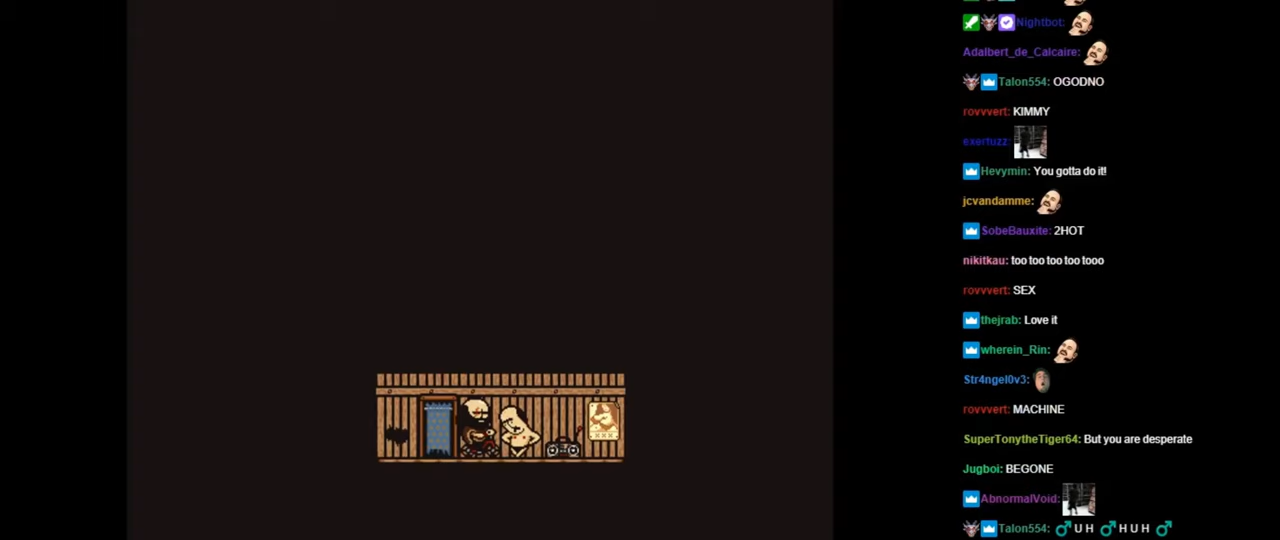 Nightbot:
Adalbert_de_Calcaire:
Talon554: OGODNO
rovvvert: KIMMY
exertuzz:
Hevymin: You gotta do it!
jcvandamme:
SobeBauxite: 2HOT
nikitkau: too too too too tooo
rovvvert: SEX
thejrab: Love it
wherein_Rin:
Str4ngel0v3:
rovvvert: MACHINE
SuperTonytheTiger64: But you are desperate
Jugboi: BEGONE
AbnormalVoid:
Talon554: ♂ U H ♂ H U H ♂